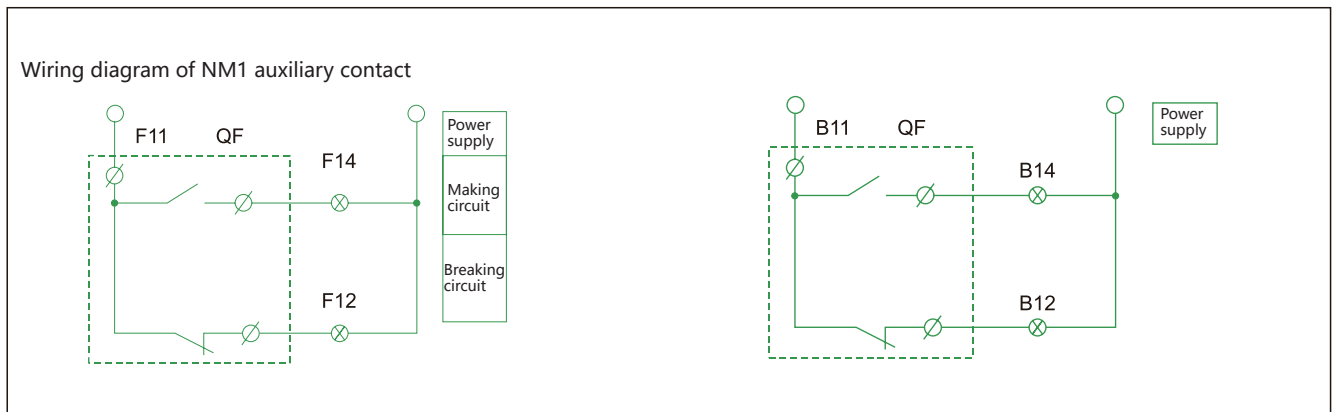 Wiring diagram of NM1 auxiliary contact
F11 QF
F14
F12
Power
supply
Making
circuit
Breaking
circuit
B11 QF
B14
B12
Power
supply